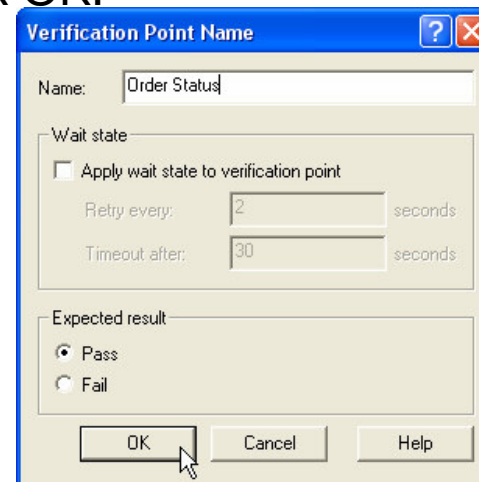 Verification Point Name
Name: Order Status
Wait state
Apply wait state to verification point
Retry every: 2 seconds
Timeout after: 30 seconds
Expected result
Pass
Fail
OK Cancel Help